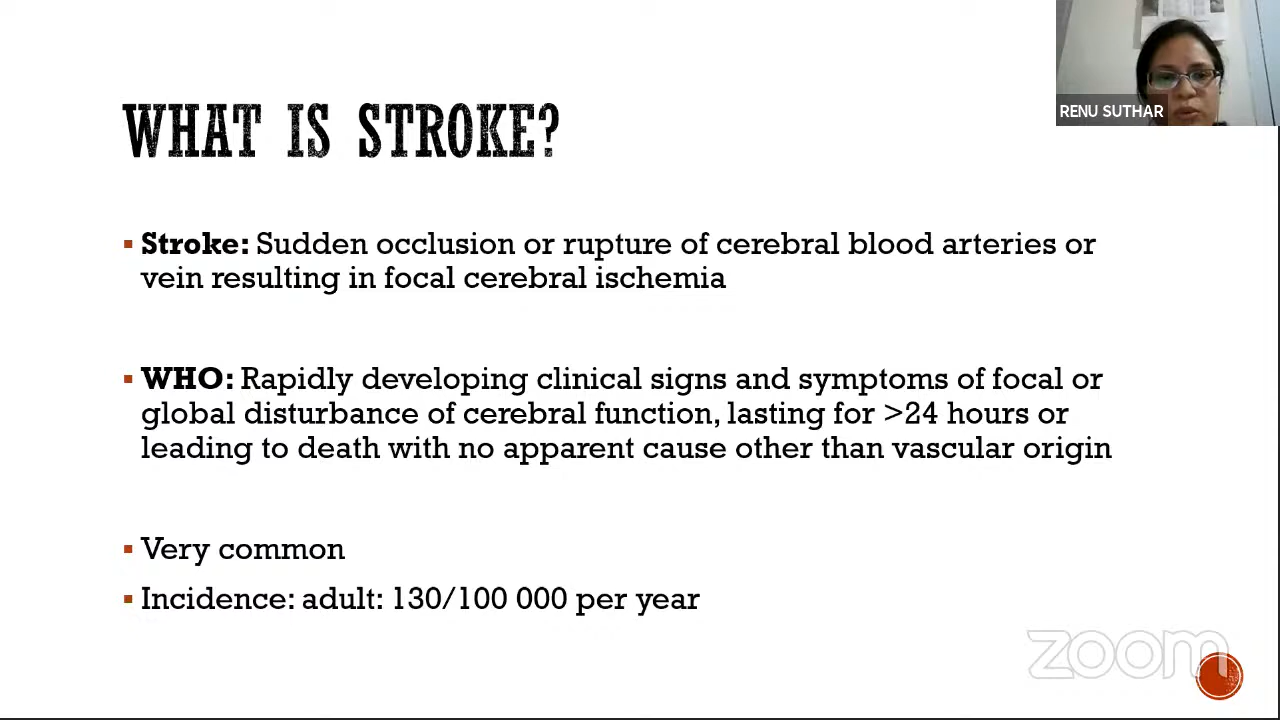 WHAT IS STROKE?
RENU SUTHAR
▪ Stroke: Sudden occlusion or rupture of cerebral blood arteries or
vein resulting in focal cerebral ischemia
▪ WHO: Rapidly developing clinical signs and symptoms of focal or
global disturbance of cerebral function, lasting for >24 hours or
leading to death with no apparent cause other than vascular origin
▪ Very common
▪ Incidence: adult: 130/100 000 per year
zoom